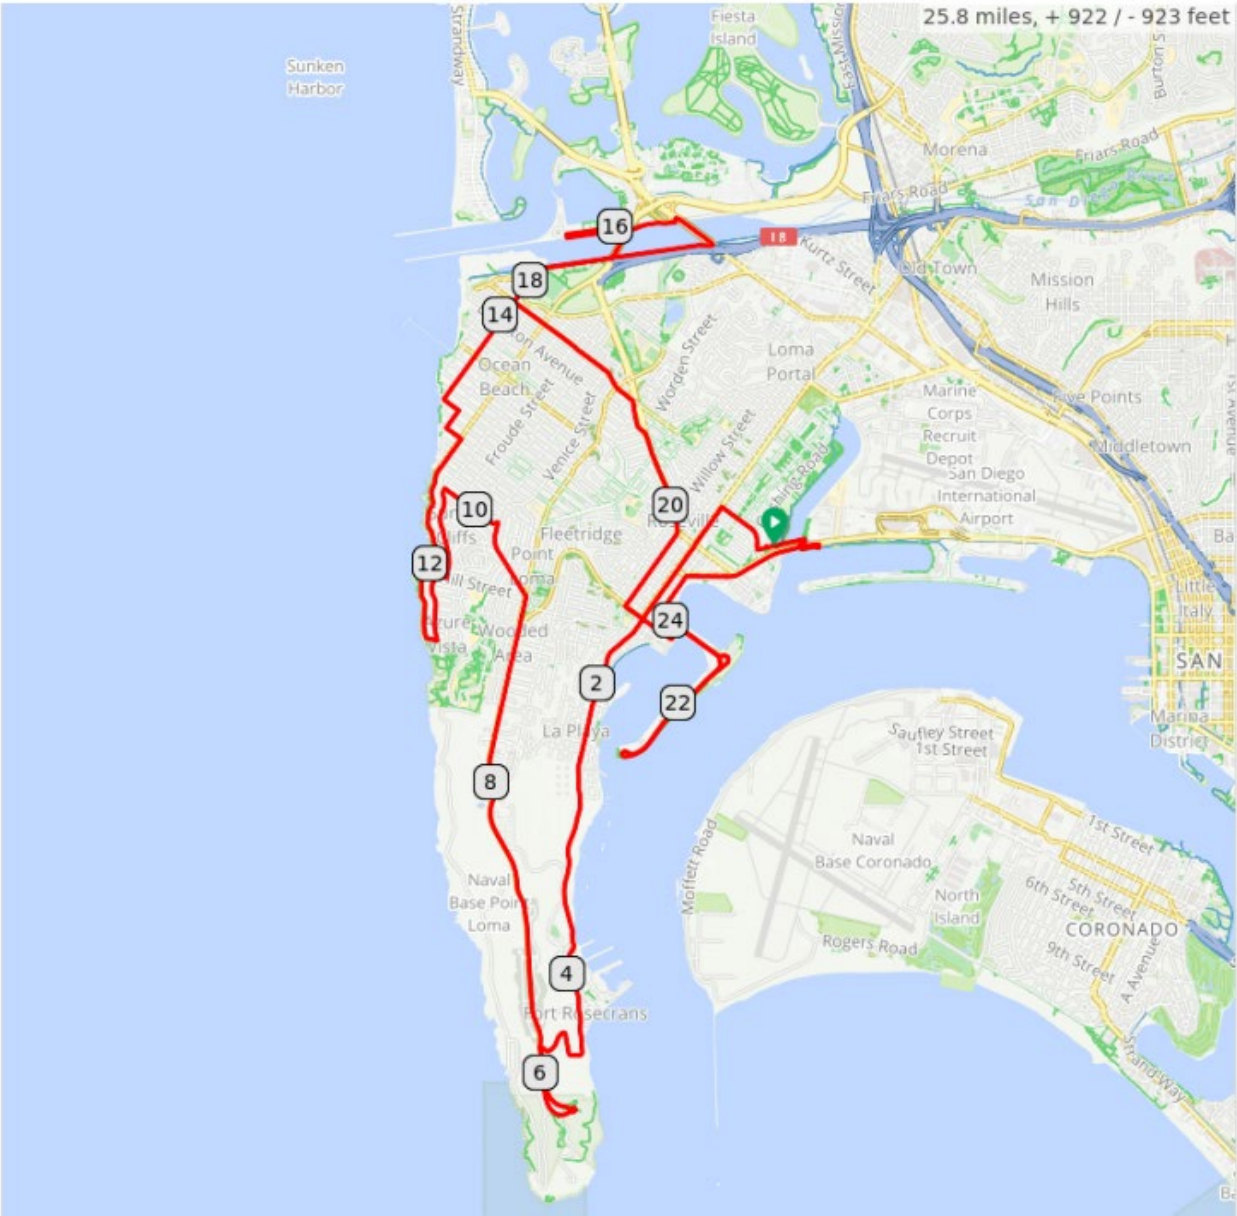 25.8 miles, + 922 / - 923 feet
Strandway
Fiesta
Island
Sunken
Harbor
Morena
Friars Road
Friars Road
16
18
Kurtz Street
Old Town
Mission
Hills
18
14
Ocean
Beach
Worden Street
Loma
Portal
Froude Street
Venice Street
Marine
Corps
Recruit
Depot
Five Points
Middletown
Willow Street
San Diego
International
Airport
10
20
Fleetridge
Point
Loma
12
Little
Italy
Wooded
Area
24
2
22
SAN
La Playa
Saufley Street
1st Street
Marina
District
8
Moffett Road
Naval
Base Coronado
1st Street
Naval
Base Point
Loma
North
Island
6th Street
5th Street
CORONADO
Rogers Road
9th Street
A Avenue
4
Fort Rosecrans
6
Strand Way